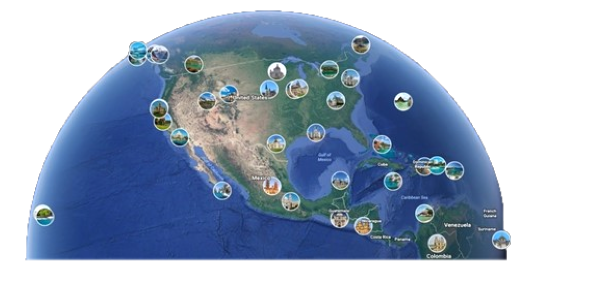 United States
Gulf of
Mexico
Mexico
Cuba
Dominican
Republic
Caribbean Sea
Costa Rica
Panama
Venezuela
Colombia
French
Guiana
Suriname